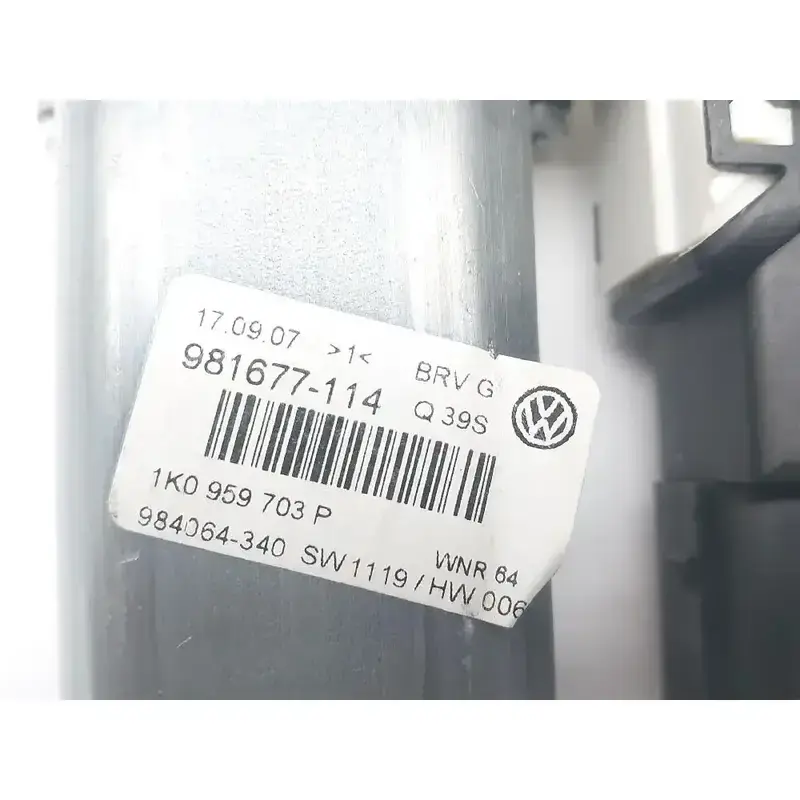 17.09.07 >1< BRV G
981677-114 Q 39S
1K0 959 703 P
WNR 64
984064-340 SW1119 / HW 006